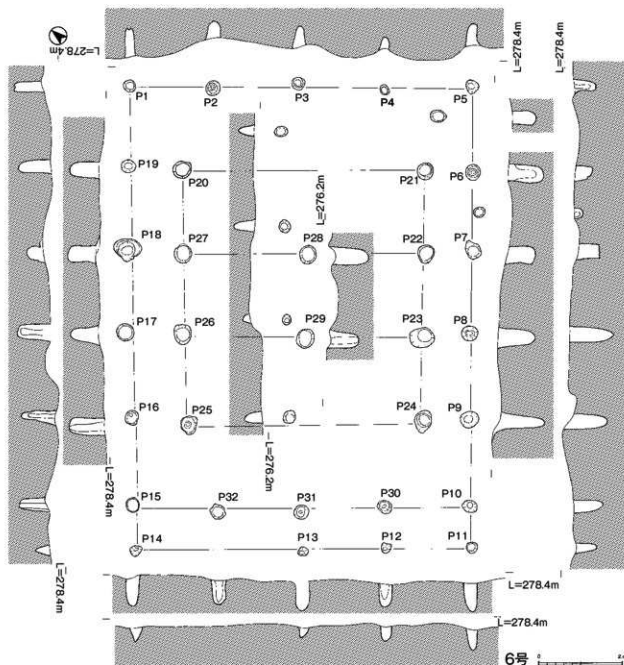 L=278.4m
L=278.4m
L=278.4m
P1
P2
P3
P4
P5
P19
P20
P21
P6
L=276.2m
P18
P27
P28
P22
P7
P17
P26
P29
P23
P8
P16
P25
P24
P9
L=276.2m
L=278.4m
P15
P32
P31
P30
P10
P14
P13
P12
P11
L=278.4m
L=278.4m
L=278.4m
6号
0